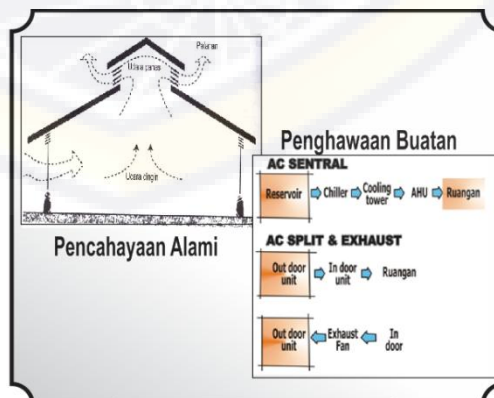 Udara panas
Udara dingin
Pencahayaan Alami
Penghawaan Buatan
AC SENTRAL
Reservoir
Chiller
Cooling
tower
AHU
Ruangan
AC SPLIT & EXHAUST
Out door
unit
In door
unit
Ruangan
Out door
unit
Exhaust
Fan
In
door